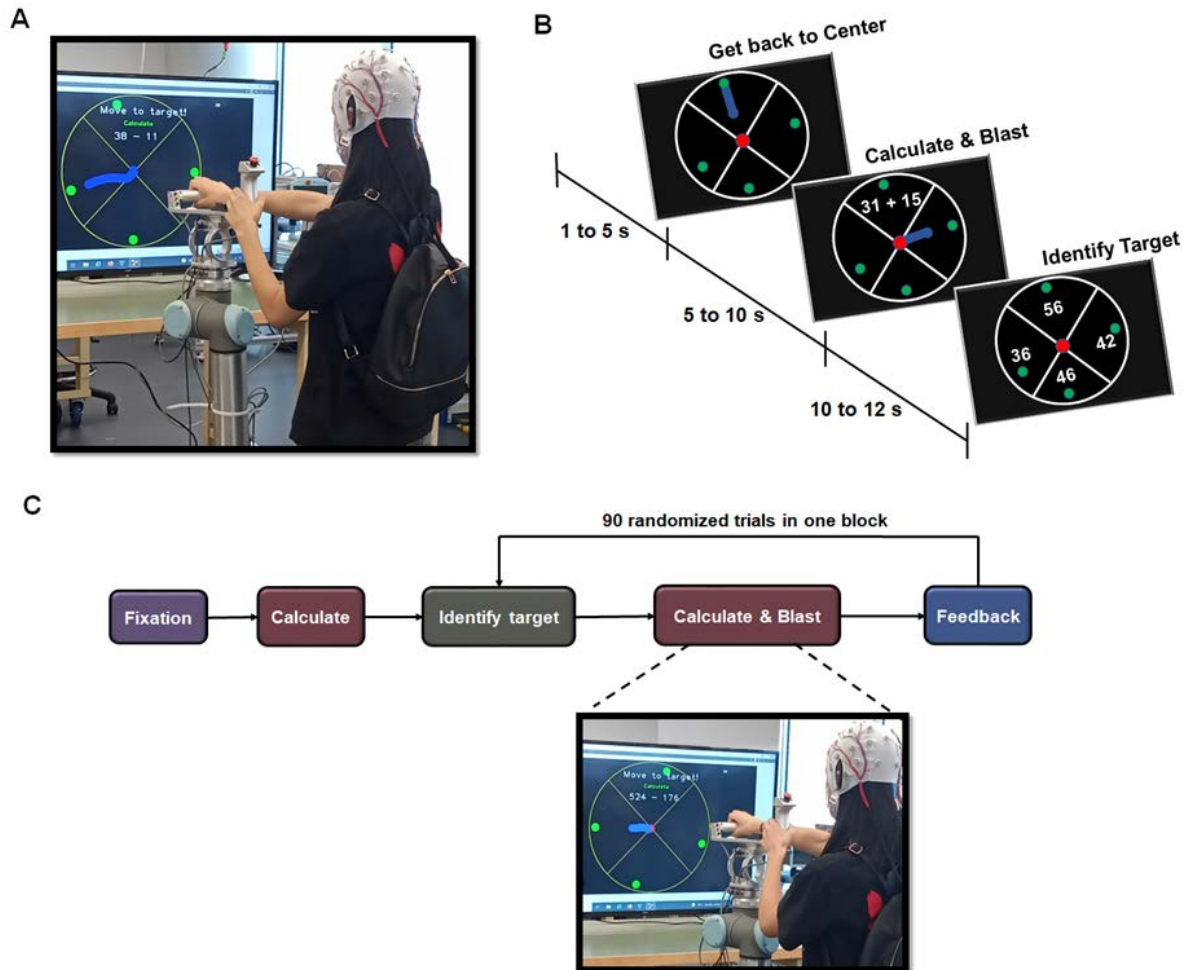 A
Move to target!
Calculate
38 - 11
B
Get back to Center
Calculate & Blast
31 + 15
Identify Target
56
36
42
46
1 to 5 s
5 to 10 s
10 to 12 s
C
90 randomized trials in one block
Fixation
Calculate
Identify target
Calculate & Blast
Feedback
Move to target!
Calculate
524 - 176